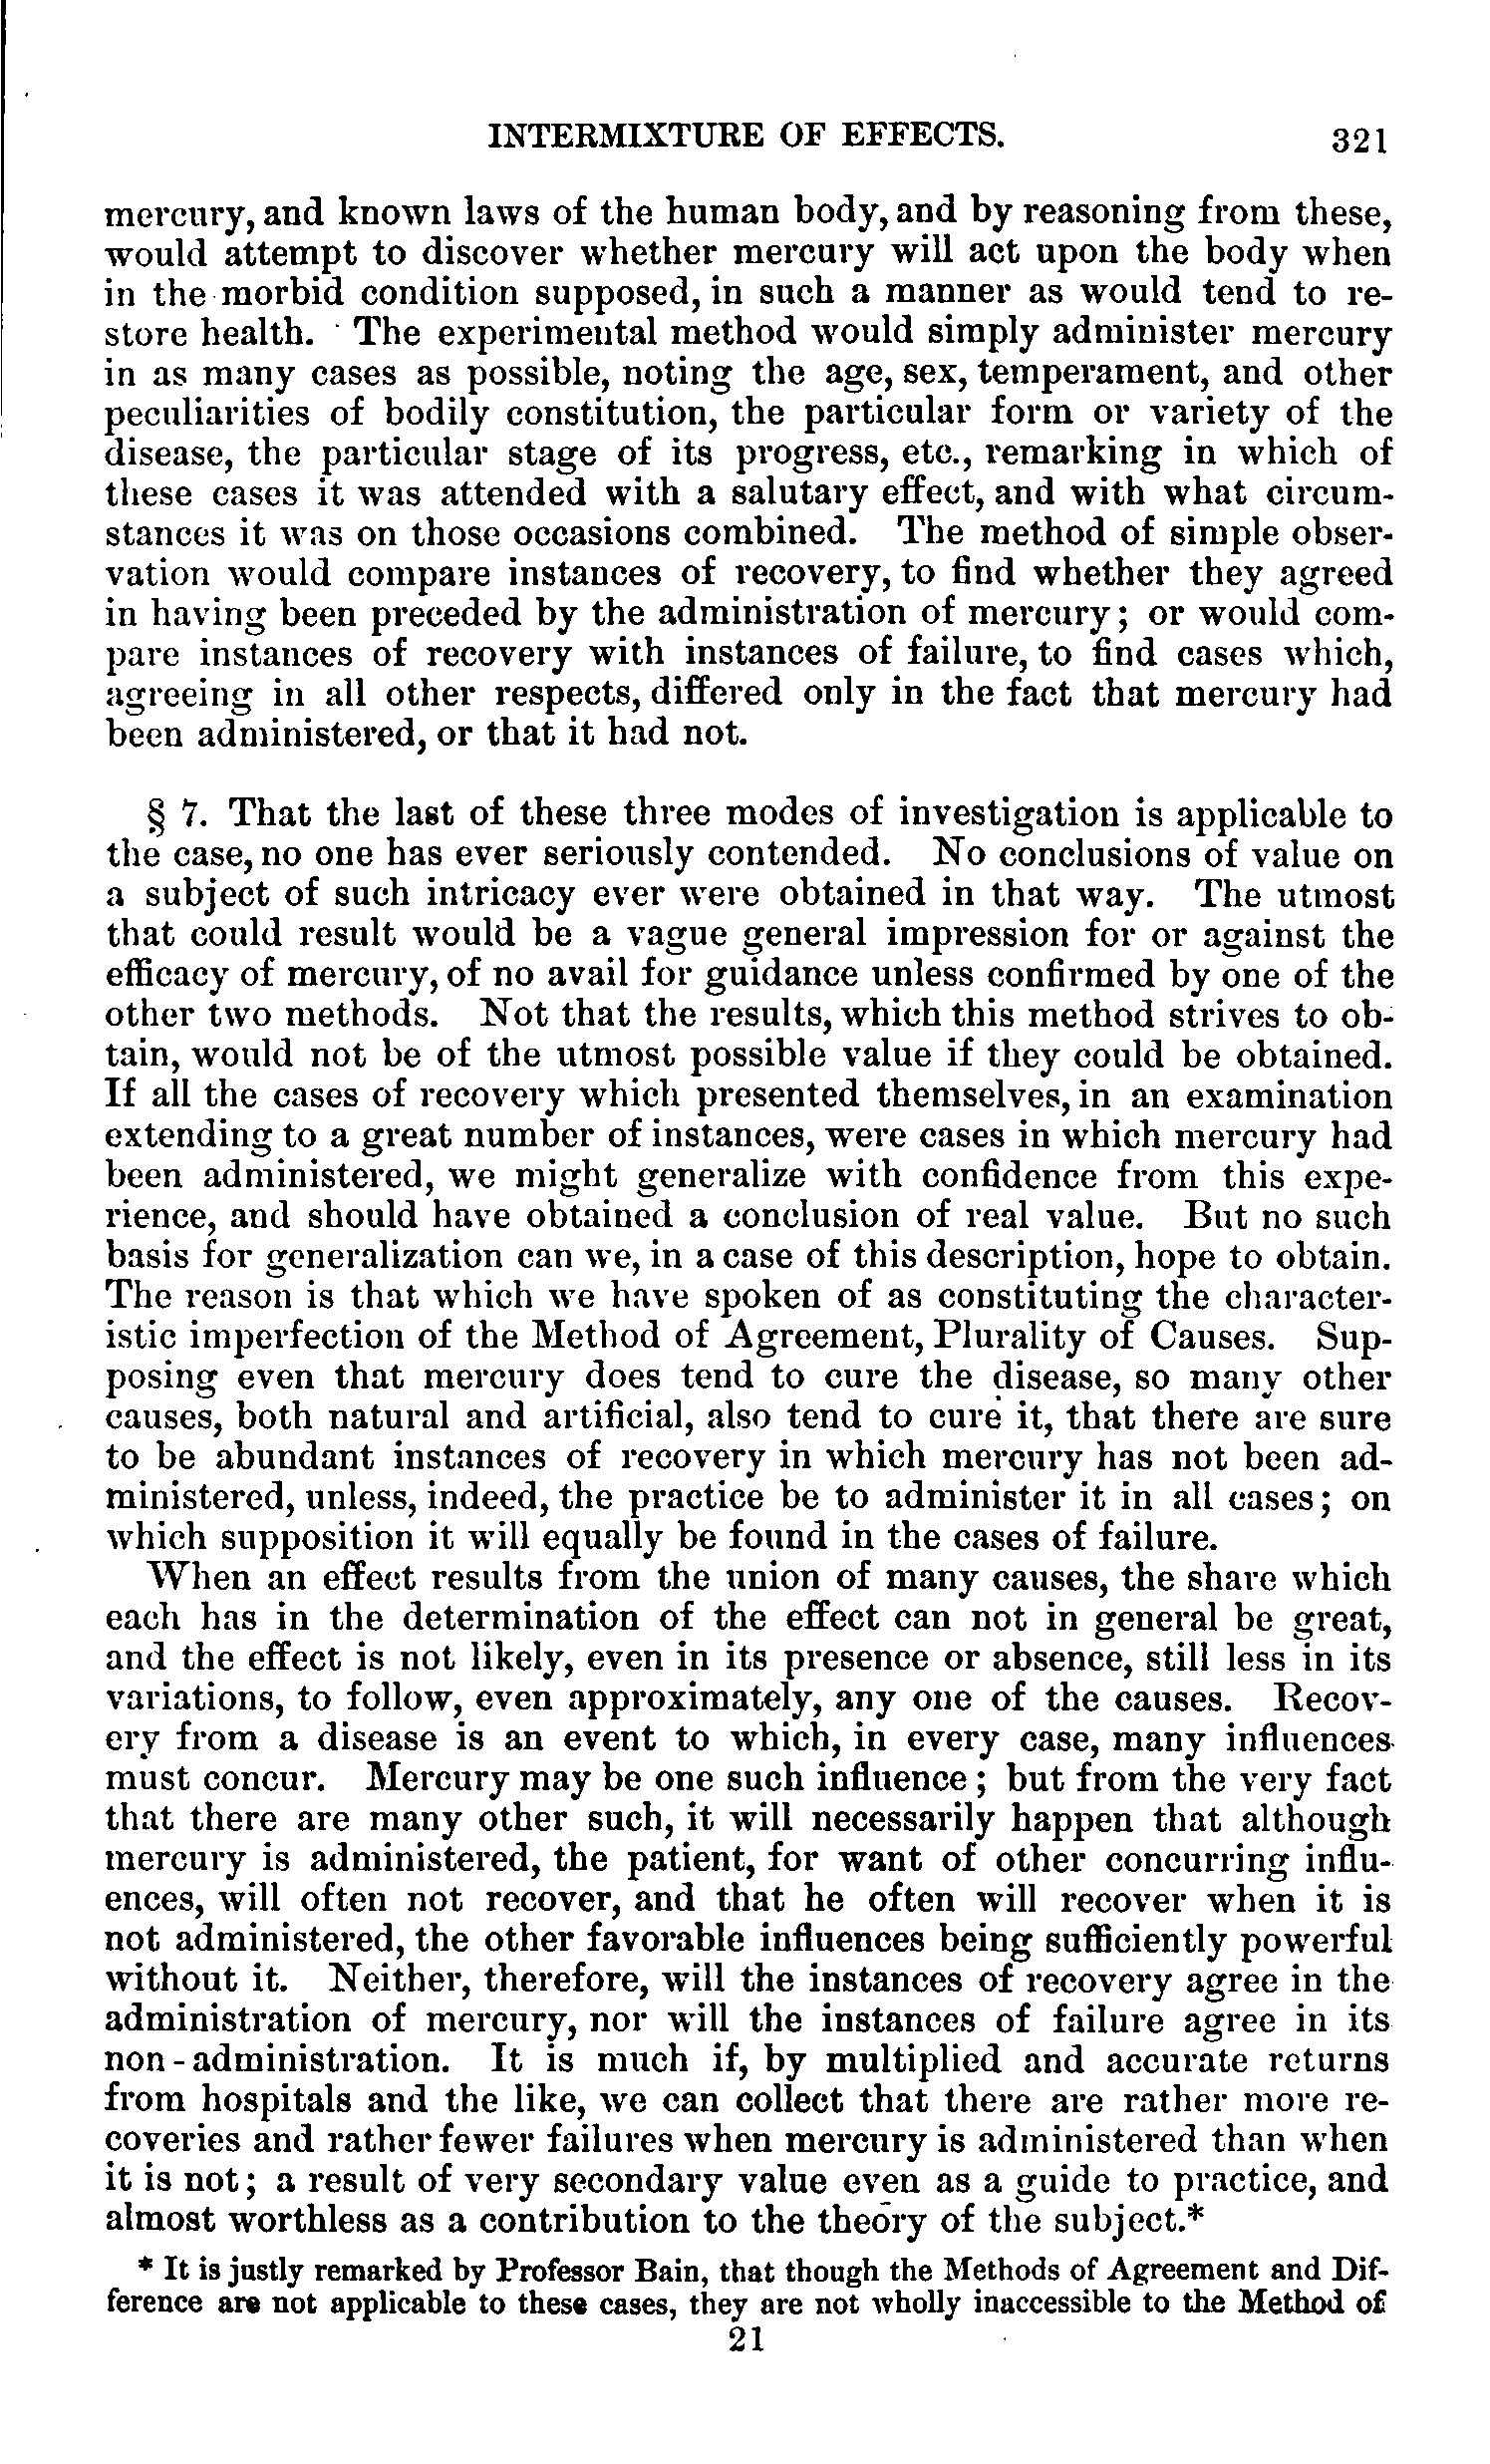 INTERMIXTURE OF EFFECTS. 321
mercury, and known laws of the human body, and by reasoning from these,
would attempt to discover whether mercury will act upon the body when
in the morbid condition supposed, in such a manner as would tend to re-
store health. The experimental method would simply administer mercury
in as many cases as possible, noting the age, sex, temperament, and other
peculiarities of bodily constitution, the particular form or variety of the
disease, the particular stage of its progress, etc., remarking in which of
these cases it was attended with a salutary effect, and with what circum-
stances it was on those occasions combined. The method of simple obser-
vation would compare instances of recovery, to find whether they agreed
in having been preceded by the administration of mercury; or would com-
pare instances of recovery with instances of failure, to find cases which,
agreeing in all other respects, differed only in the fact that mercury had
been administered, or that it had not.
§ 7. That the last of these three modes of investigation is applicable to
the case, no one has ever seriously contended. No conclusions of value on
a subject of such intricacy ever were obtained in that way. The utmost
that could result would be a vague general impression for or against the
efficacy of mercury, of no avail for guidance unless confirmed by one of the
other two methods. Not that the results, which this method strives to ob-
tain, would not be of the utmost possible value if they could be obtained.
If all the cases of recovery which presented themselves, in an examination
extending to a great number of instances, were cases in which mercury had
been administered, we might generalize with confidence from this expe-
rience, and should have obtained a conclusion of real value. But no such
basis for generalization can we, in a case of this description, hope to obtain.
The reason is that which we have spoken of as constituting the character-
istic imperfection of the Method of Agreement, Plurality of Causes. Sup-
posing even that mercury does tend to cure the disease, so many other
causes, both natural and artificial, also tend to cure it, that there are sure
to be abundant instances of recovery in which mercury has not been ad-
ministered, unless, indeed, the practice be to administer it in all cases; on
which supposition it will equally be found in the cases of failure.
When an effect results from the union of many causes, the share which
each has in the determination of the effect can not in general be great,
and the effect is not likely, even in its presence or absence, still less in its
variations, to follow, even approximately, any one of the causes. Recov-
ery from a disease is an event to which, in every case, many influences
must concur. Mercury may be one such influence; but from the very fact
that there are many other such, it will necessarily happen that although
mercury is administered, the patient, for want of other concurring influ-
ences, will often not recover, and that he often will recover when it is
not administered, the other favorable influences being sufficiently powerful
without it. Neither, therefore, will the instances of recovery agree in the
administration of mercury, nor will the instances of failure agree in its
non-administration. It is much if, by multiplied and accurate returns
from hospitals and the like, we can collect that there are rather more re-
coveries and rather fewer failures when mercury is administered than when
it is not; a result of very secondary value even as a guide to practice, and
almost worthless as a contribution to the theory of the subject.*
* It is justly remarked by Professor Bain, that though the Methods of Agreement and Dif-
ference are not applicable to these cases, they are not wholly inaccessible to the Method of
21